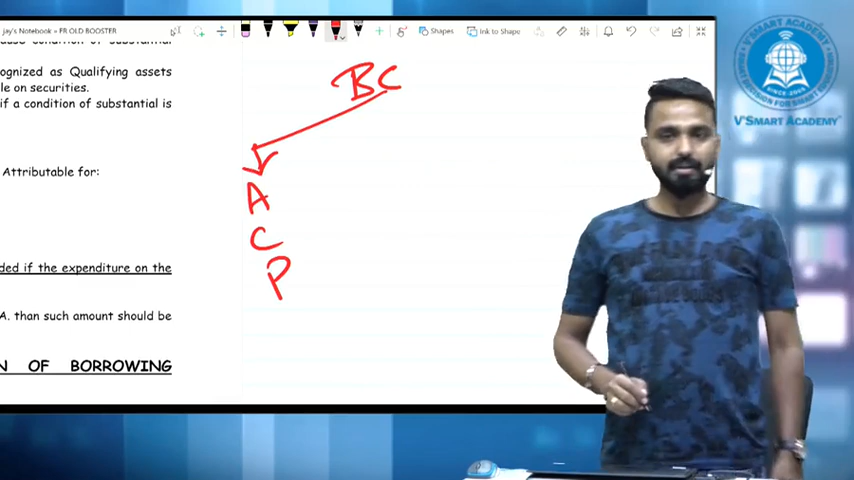 jay's Notebook » FR OLD BOOSTER
Shapes
Ink to Shape
ognized as Qualifying assets
le on securities.
if a condition of substantial is
Attributable for:
ded if the expenditure on the
A. than such amount should be
N OF BORROWING
BC
A
C
P
V'SMART ACADEMY
SINCE-2004
V'SMART ACADEMY